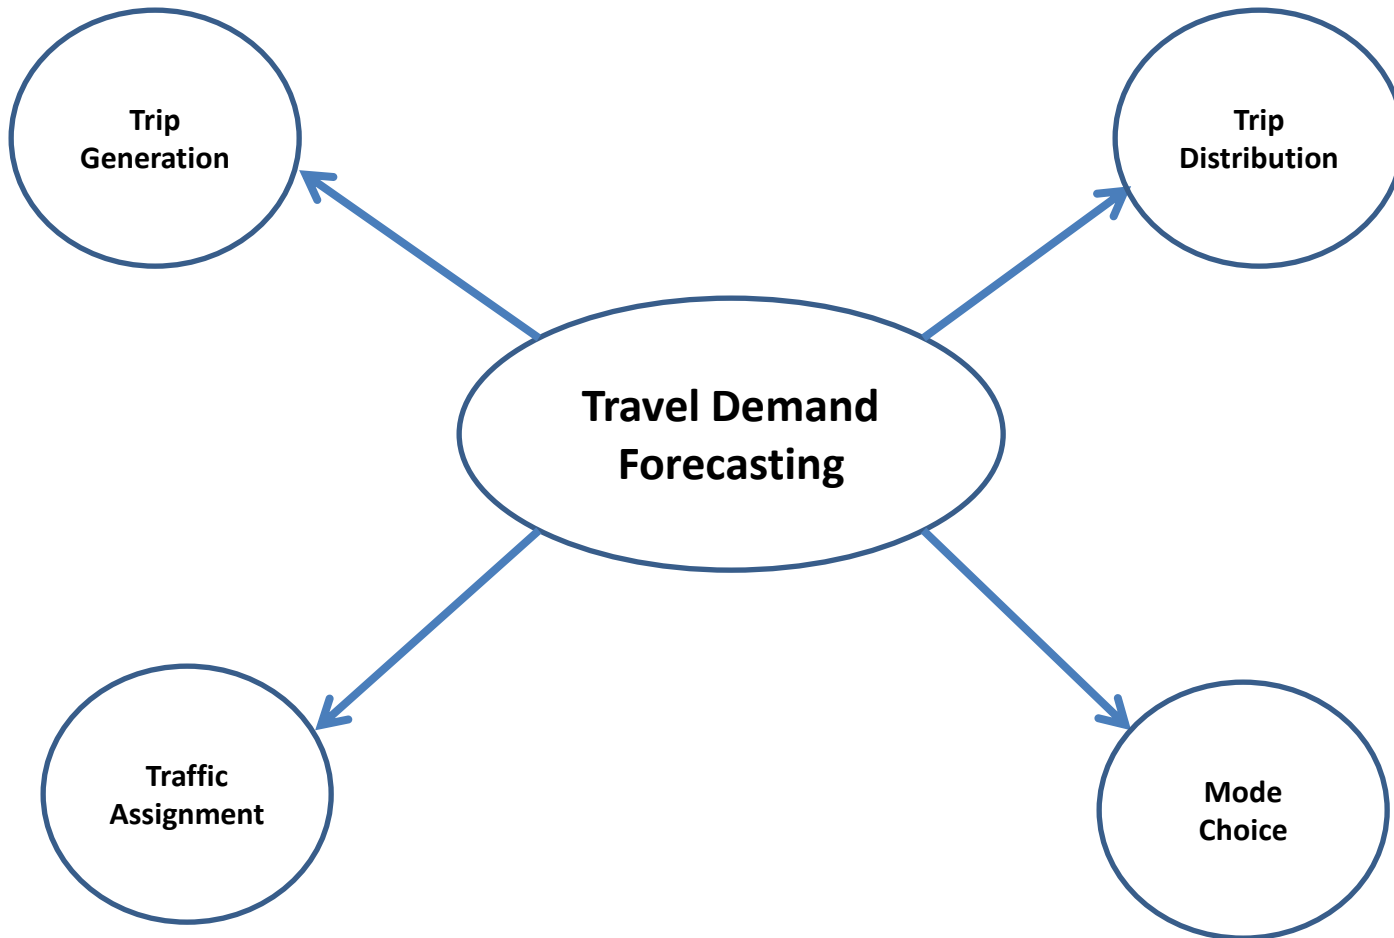 Trip
Generation
Trip
Distribution
Travel Demand
Forecasting
Traffic
Assignment
Mode
Choice